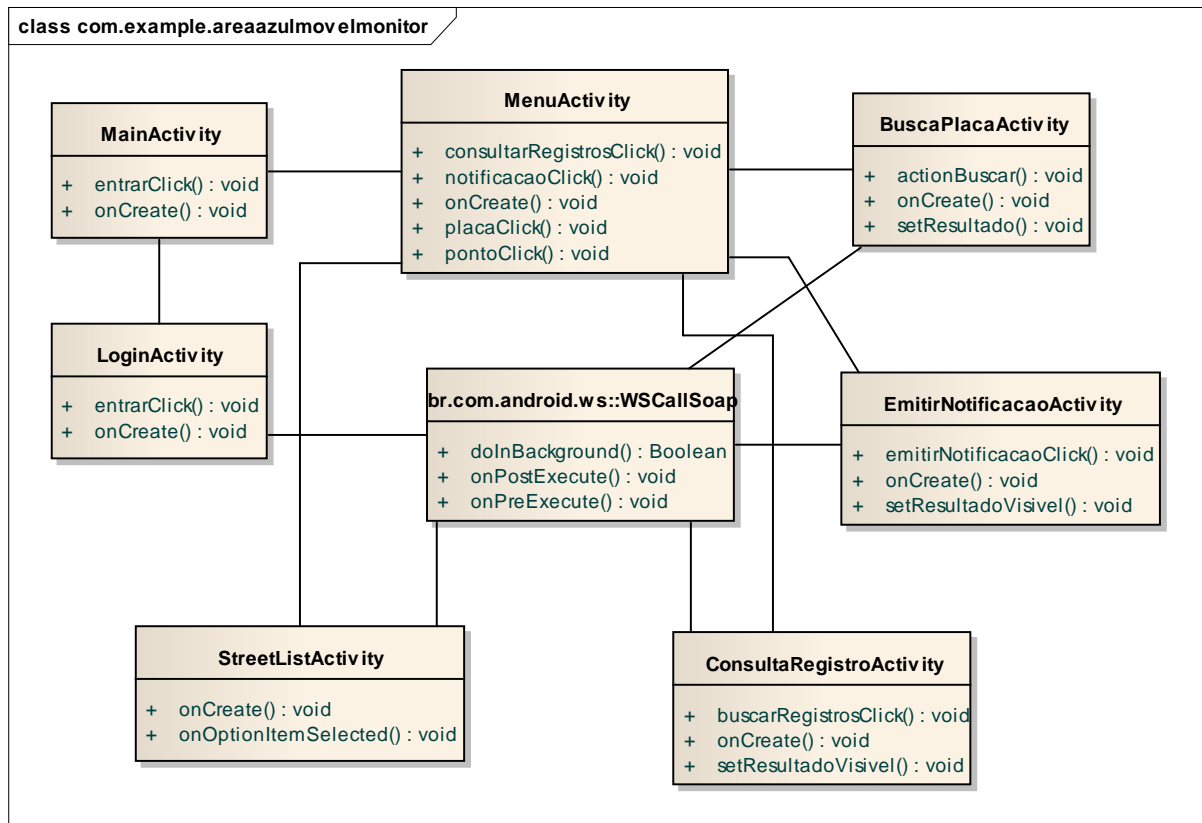 class com.example.areaazulmovelmonitor
MainActivity
+ entrarClick() : void
+ onCreate() : void
MenuActivity
+ consultarRegistrosClick() : void
+ notificacaoClick() : void
+ onCreate() : void
+ placaClick() : void
+ pontoClick() : void
BuscaPlacaActivity
+ actionBuscar() : void
+ onCreate() : void
+ setResultado() : void
LoginActivity
+ entrarClick() : void
+ onCreate() : void
br.com.android.ws::WSCallSoap
+ doInBackground() : Boolean
+ onPostExecute() : void
+ onPreExecute() : void
EmitirNotificacaoActivity
+ emitirNotificacaoClick() : void
+ onCreate() : void
+ setResultadoVisivel() : void
StreetListActivity
+ onCreate() : void
+ onOptionItemSelected() : void
ConsultaRegistroActivity
+ buscarRegistrosClick() : void
+ onCreate() : void
+ setResultadoVisivel() : void